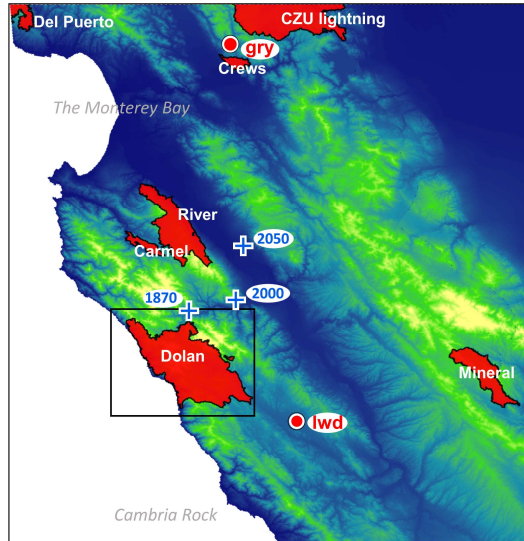 Del Puerto
CZU lightning
gry
Crews
The Monterey Bay
River
Carmel
2050
1870
2000
Dolan
Mineral
lwd
Cambria Rock